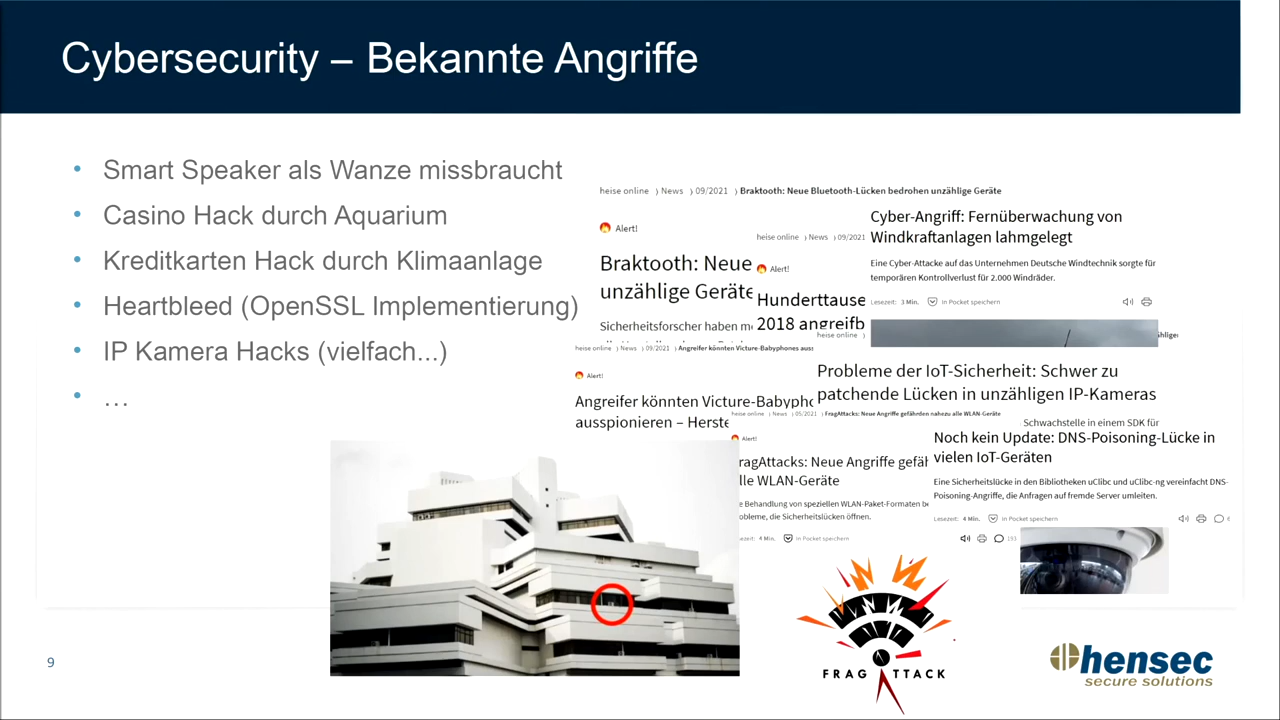 Cybersecurity – Bekannte Angriffe
• Smart Speaker als Wanze missbraucht
• Casino Hack durch Aquarium
• Kreditkarten Hack durch Klimaanlage
• Heartbleed (OpenSSL Implementierung)
• IP Kamera Hacks (vielfach...)
• …
heise online › News › 09/2021 › Braktooth: Neue Bluetooth-Lücken bedrohen unzählige Geräte
Alert!
Braktooth: Neue
unzählige Geräte
Sicherheitsforscher haben
heise online › News › 09/2021
Alert!
Hunderttause
2018 angreifb
Cyber-Angriff: Fernüberwachung von
Windkraftanlagen lahmgelegt
Eine Cyber-Attacke auf das Unternehmen Deutsche Windtechnik sorgte für
temporären Kontrollverlust für 2.000 Windräder.
Lesezeit: 3 Min. In Pocket speichern
heise online ›
heise online › News › 09/2021 › Angreifer könnten Victure-Babyphones auss
Alert!
Angreifer könnten Victure-Babypho
ausspionieren – Herste
Probleme der IoT-Sicherheit: Schwer zu
patchende Lücken in unzähligen IP-Kameras
Schwachstelle in einem SDK für
heise online › News › 05/2021 › FragAttacks: Neue Angriffe gefährden nahezu alle WLAN-Geräte
Alert!
ragAttacks: Neue Angriffe gefäh
lle WLAN-Geräte
e Behandlung von speziellen WLAN-Paket-Formaten be
obleme, die Sicherheitslücken öffnen.
4 Min. In Pocket speichern
193
Noch kein Update: DNS-Poisoning-Lücke in
vielen IoT-Geräten
Eine Sicherheitslücke in den Bibliotheken uClibc und uClibc-ng vereinfacht DNS-
Poisoning-Angriffe, die Anfragen auf fremde Server umleiten.
Lesezeit: 4 Min. In Pocket speichern
FRAG ATTACK
9
hensec
secure solutions